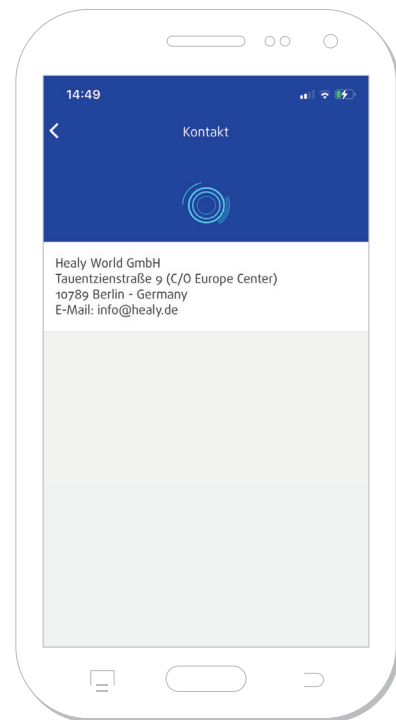 14:49
Kontakt
Healy World GmbH
Tauentzienstraße 9 (C/O Europe Center)
10789 Berlin - Germany
E-Mail: info@healy.de